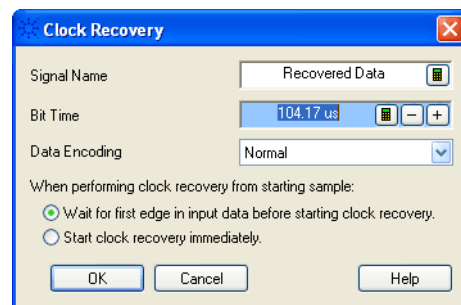 Clock Recovery
Signal Name Recovered Data
Bit Time 104.17 us
Data Encoding Normal
When performing clock recovery from starting sample:
Wait for first edge in input data before starting clock recovery.
Start clock recovery immediately.
OK Cancel Help